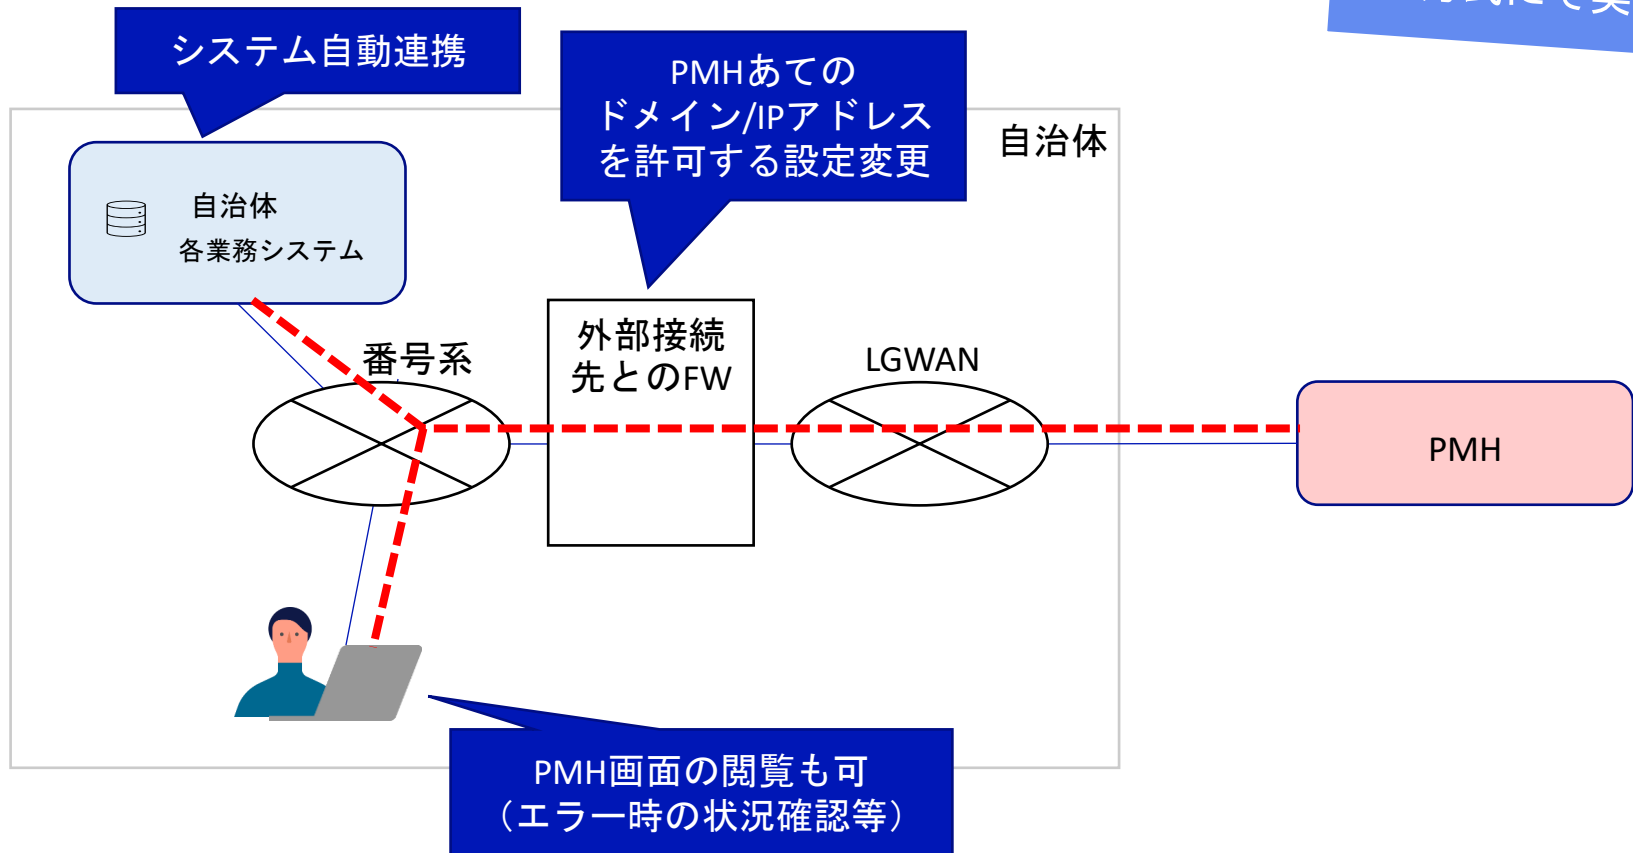 システム自動連携
PMHあての
ドメイン/IPアドレス
を許可する設定変更
自治体
自治体
各業務システム
番号系
外部接続
先とのFW
LGWAN
PMH
PMH画面の閲覧も可
（エラー時の状況確認等）